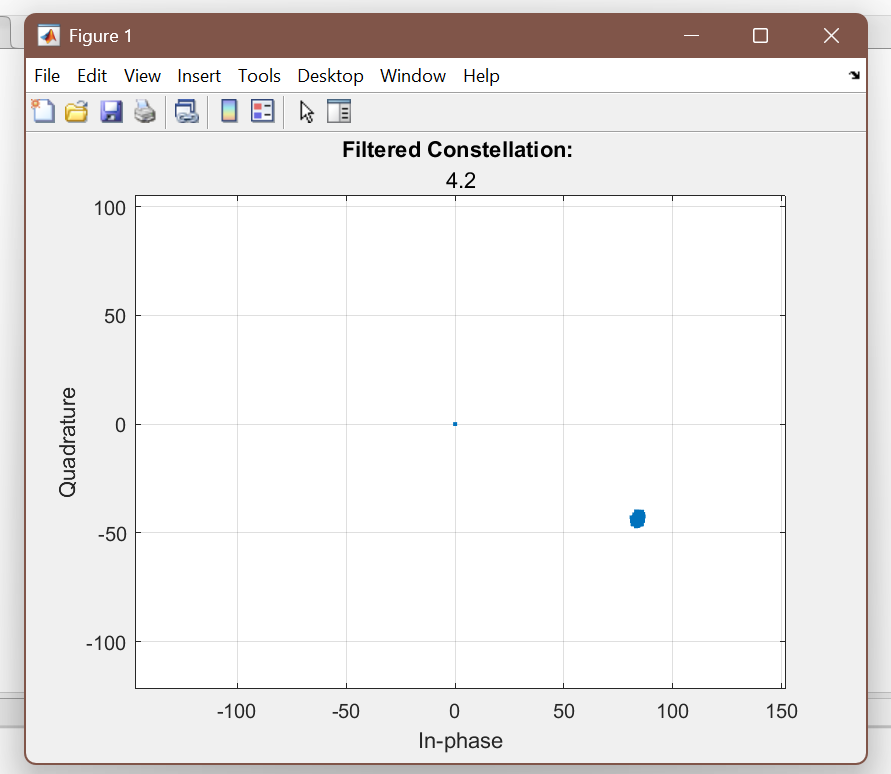 Figure 1
File Edit View Insert Tools Desktop Window Help
Filtered Constellation:
4.2
100
50
0
-50
-100
Quadrature
-100 -50 0 50 100 150
In-phase